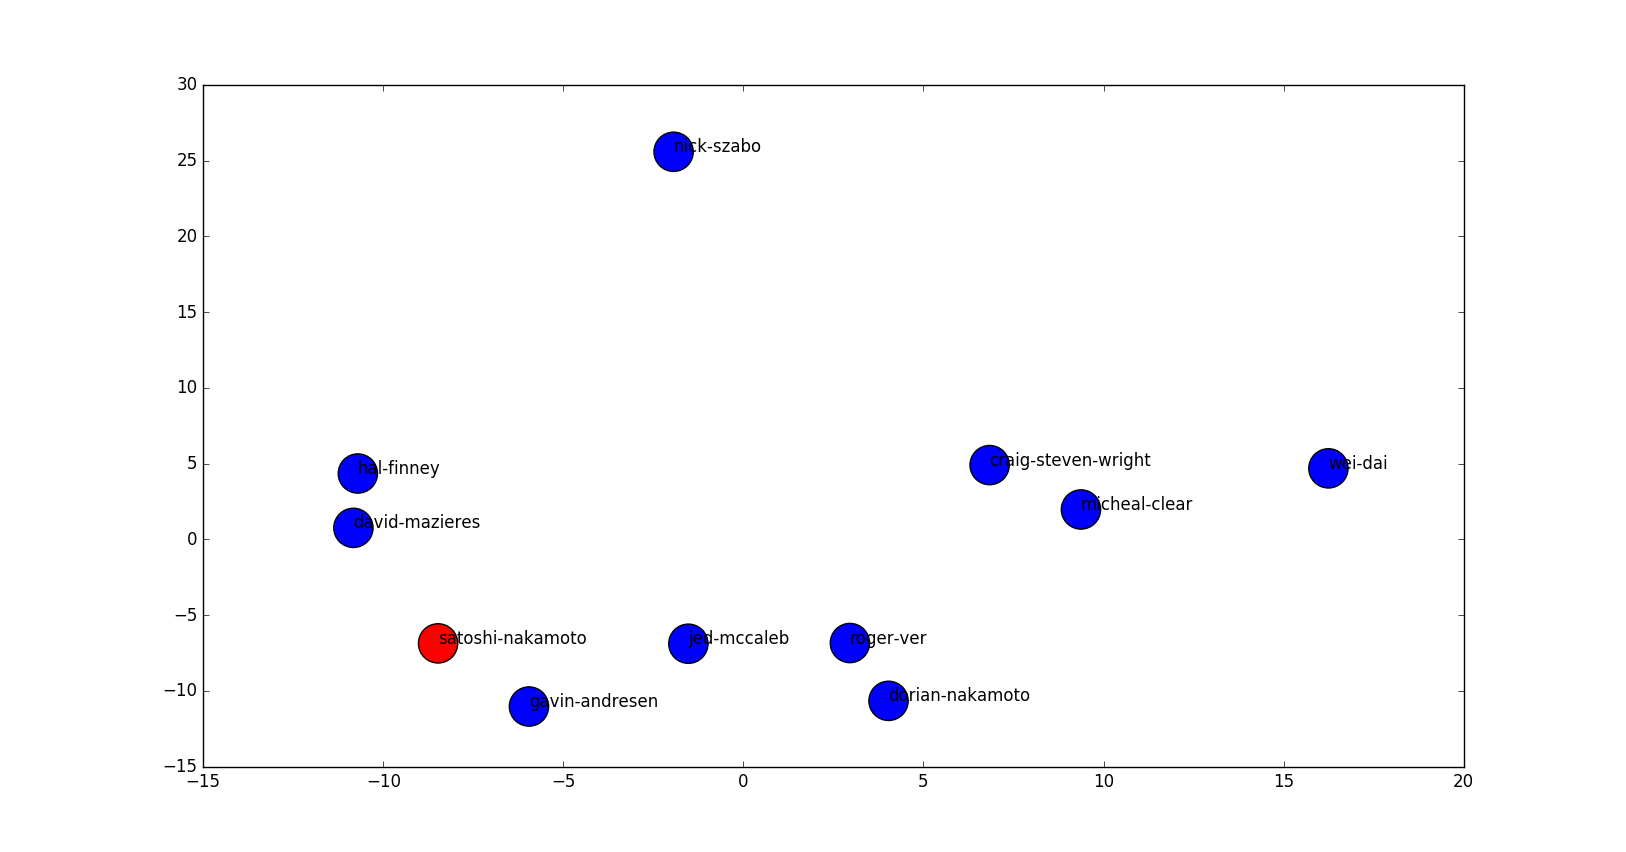 30
nick-szabo
25
20
15
10
5
hal-finney
craig-steven-wright
wei-dai
micheal-clear
david-mazieres
0
−5
satoshi-nakamoto
jed-mccaleb
roger-ver
−10
gavin-andresen
dorian-nakamoto
−15
−15 −10 −5 0 5 10 15 20